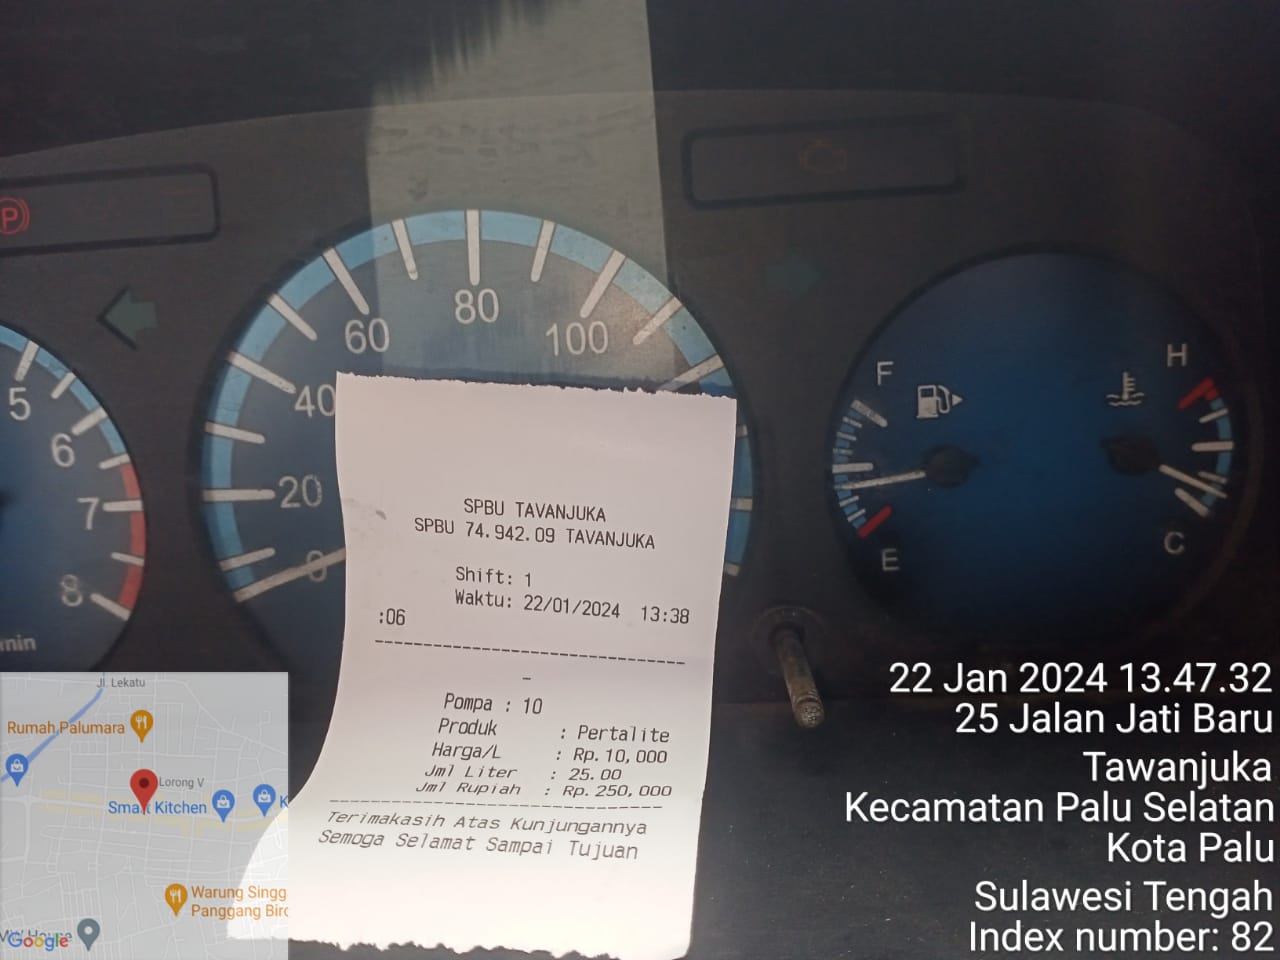 P
5
6
7
8
min
0
20
40
60
80
100
F
E
H
C
SPBU TAVANJUKA
SPBU 74.942.09 TAVANJUKA
Shift: 1
Waktu: 22/01/2024 13:38
:06
-
Pompa : 10
Produk : Pertalite
Harga/L : Rp.10,000
Jml Liter : 25.00
Jml Rupiah : Rp.250,000
Terimakasih Atas Kunjungannya
Semoga Selamat Sampai Tujuan
Jl. Lekatu
Rumah Palumara
Lorong V
Smart Kitchen
K
Warung Singg
Panggang Biro
Google
22 Jan 2024 13.47.32
25 Jalan Jati Baru
Tawanjuka
Kecamatan Palu Selatan
Kota Palu
Sulawesi Tengah
Index number: 82